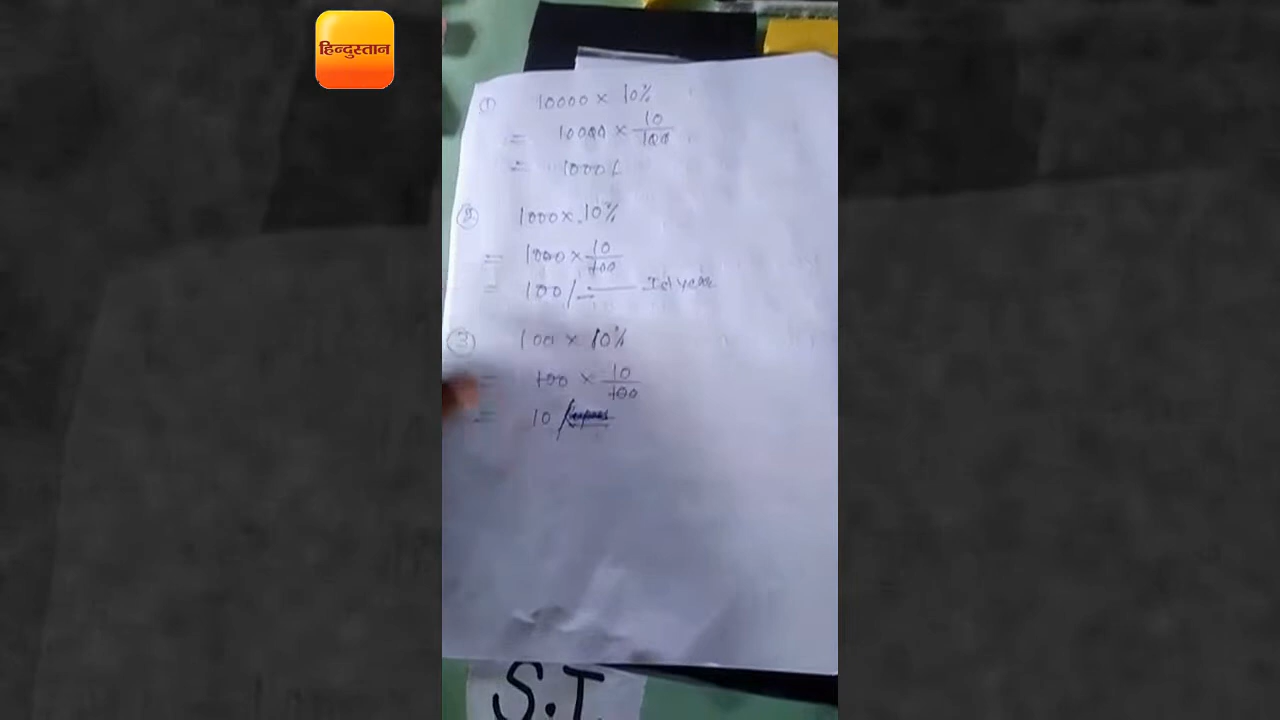 हिन्दुस्तान
① 10000 × 10%
= 10000 × 10/100
= 1000/
② 1000 × 10%
= 1000 × 10/100
= 100/=
③ 100 × 10%
= 100 × 10/100
= 10/
S.I